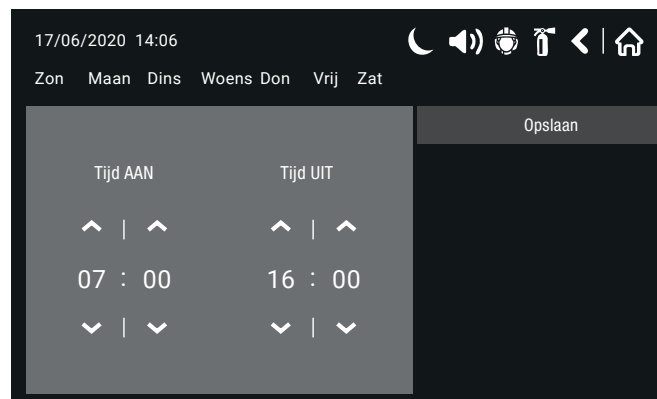 17/06/2020 14:06
Zon Maan Dins Woens Don Vrij Zat
Opslaan
Tijd AAN Tijd UIT
07 : 00 16 : 00